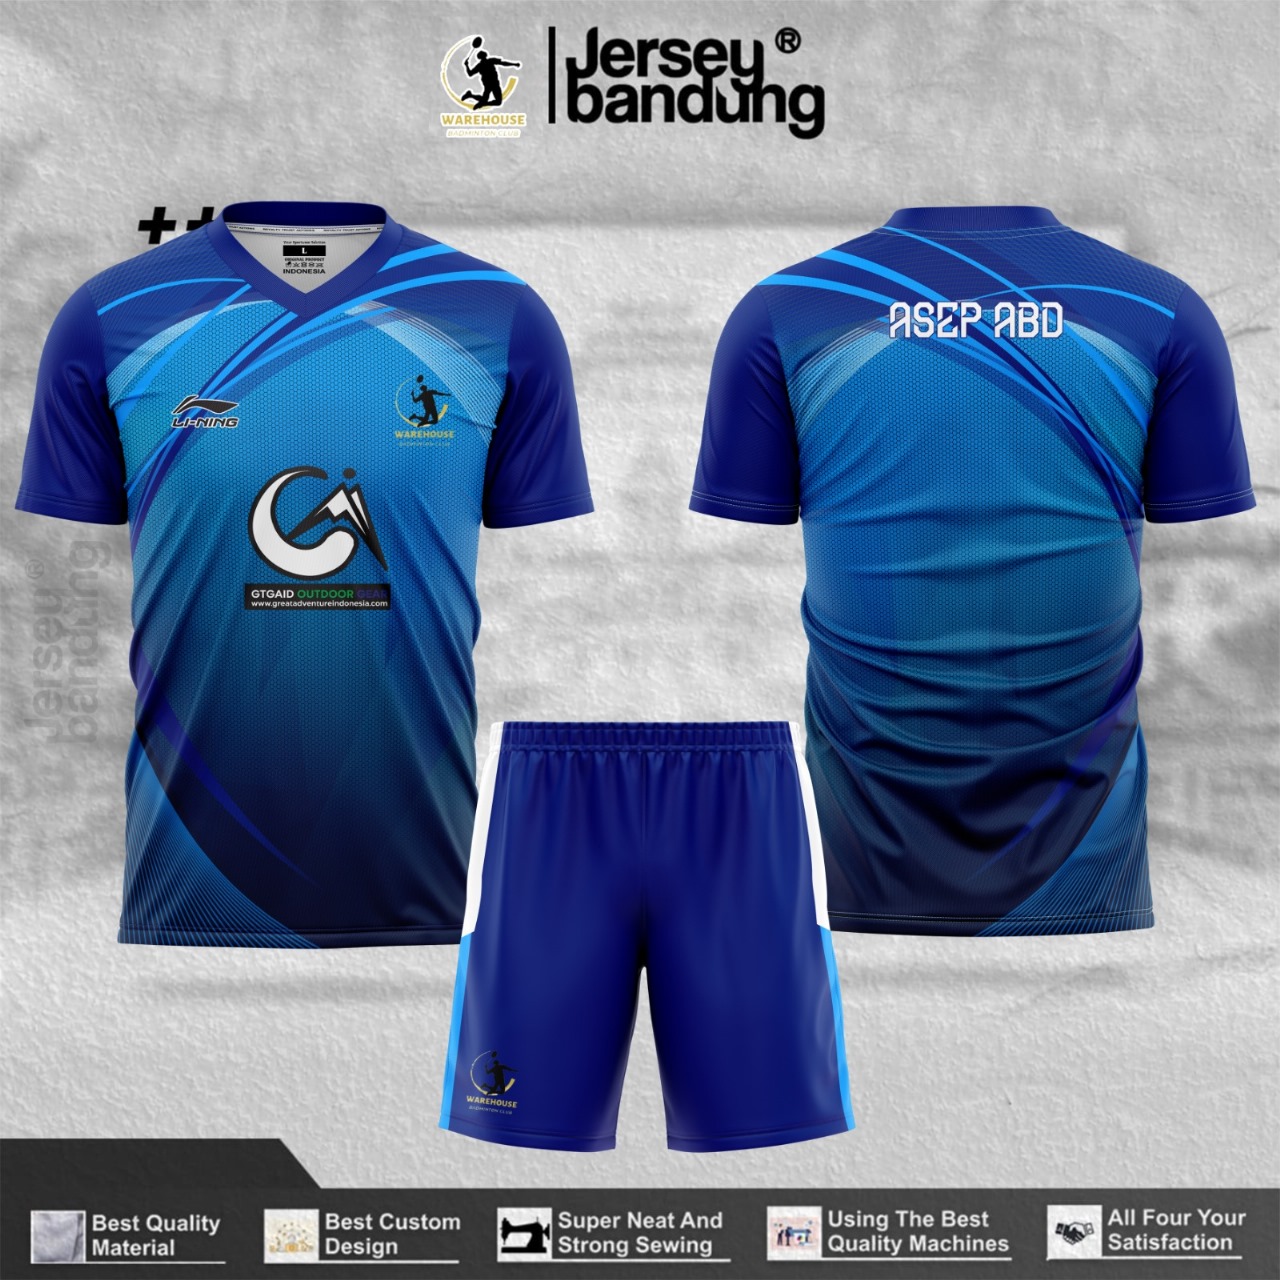 WAREHOUSE
BADMINTON CLUB
Jersey®
bandung
++
L
INDONESIA
LI-NING
WAREHOUSE
BADMINTON CLUB
GTGAID OUTDOOR GEAR
www.greatadventureindonesia.com
ASEP ABD
Jersey®
bandung
WAREHOUSE
BADMINTON CLUB
Best Quality
Material
Best Custom
Design
Super Neat And
Strong Sewing
Using The Best
Quality Machines
All Four Your
Satisfaction